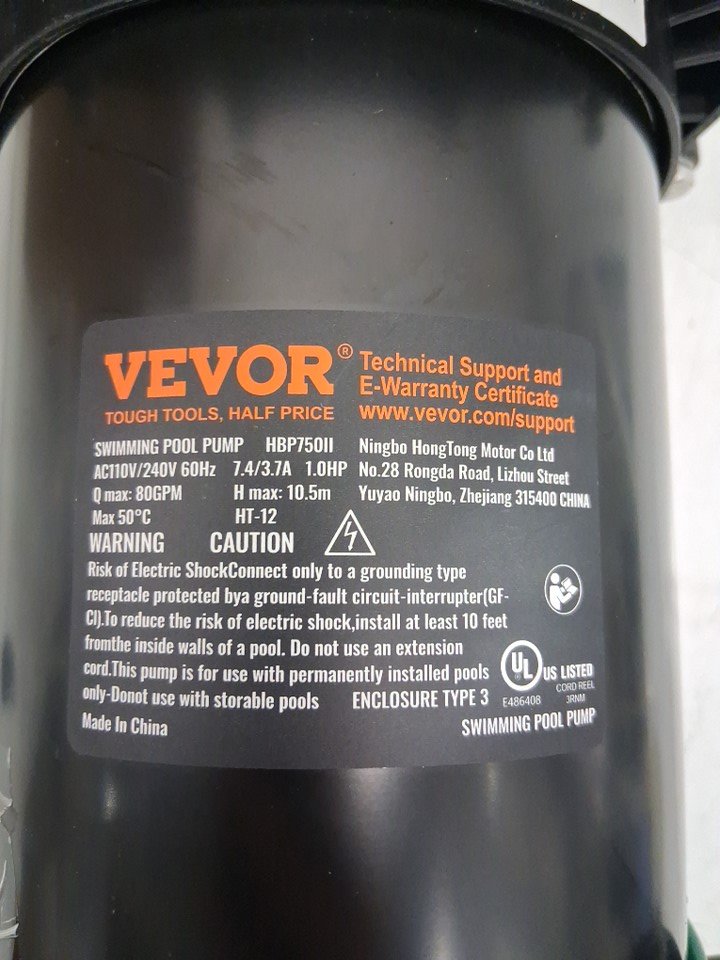 VEVOR®
TOUGH TOOLS, HALF PRICE
Technical Support and
E-Warranty Certificate
www.vevor.com/support
SWIMMING POOL PUMP HBP750II
AC110V/240V 60Hz 7.4/3.7A 1.0HP
Q max: 80GPM H max: 10.5m
Max 50°C HT-12
Ningbo HongTong Motor Co Ltd
No.28 Rongda Road, Lizhou Street
Yuyao Ningbo, Zhejiang 315400 CHINA
WARNING CAUTION
Risk of Electric ShockConnect only to a grounding type
receptacle protected bya ground-fault circuit-interrupter(GF-
CI).To reduce the risk of electric shock,install at least 10 feet
fromthe inside walls of a pool. Do not use an extension
cord.This pump is for use with permanently installed pools
only-Donot use with storable pools ENCLOSURE TYPE 3
Made In China
UL US LISTED
CORD REEL
E486408 3RNM
SWIMMING POOL PUMP